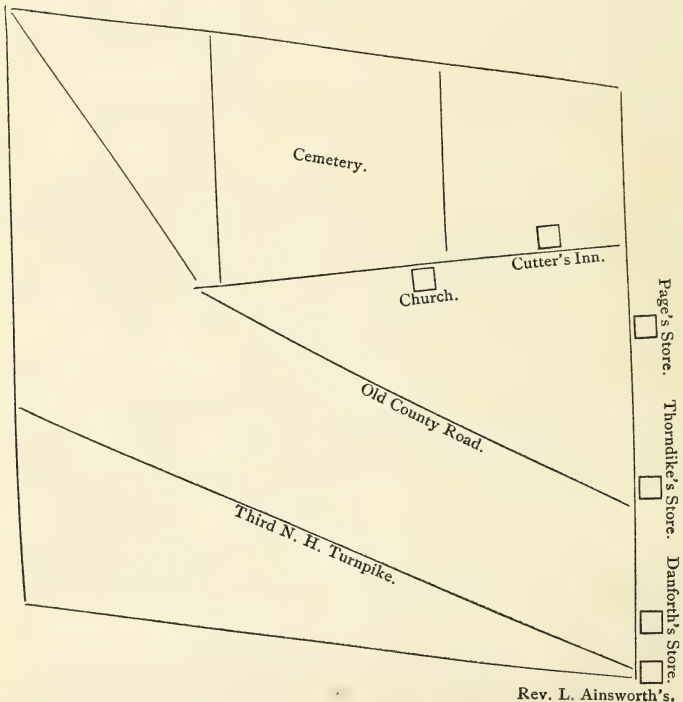 Cemetery.
Cutter's Inn.
Church.
Page's Store.
Old County Road.
Thorndike's Store.
Third N. H. Turnpike.
Danforth's Store.
Rev. L. Ainsworth's.